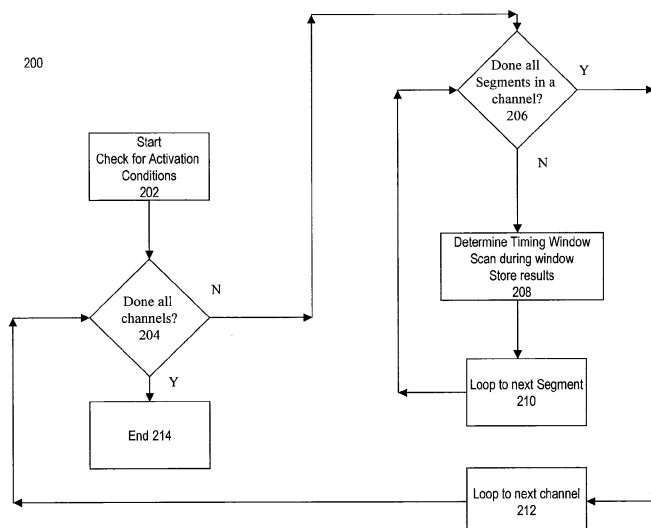 200
Start
Check for Activation
Conditions
202
Done all
channels?
204
N
Y
End 214
Done all
Segments in a
channel?
206
Y
N
Determine Timing Window
Scan during window
Store results
208
Loop to next Segment
210
Loop to next channel
212